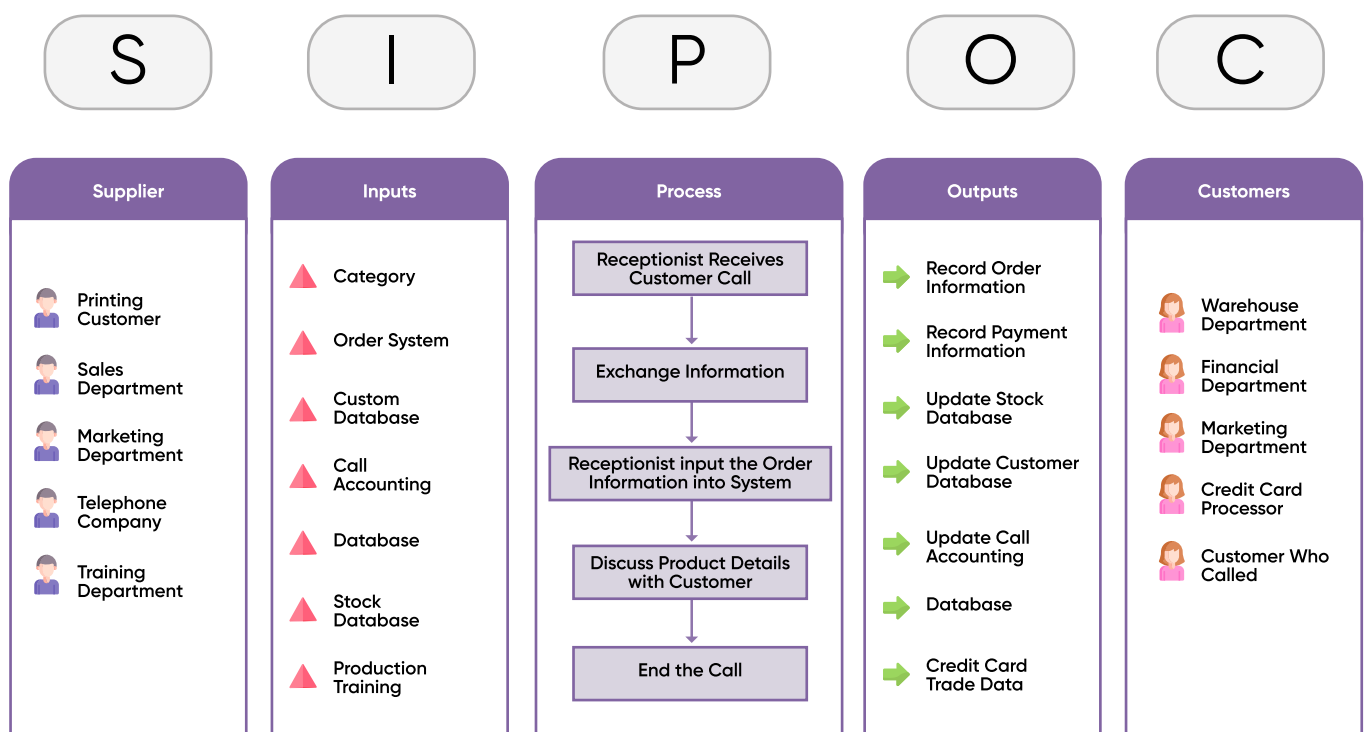 S
I
P
O
C
Supplier
Printing
Customer
Sales
Department
Marketing
Department
Telephone
Company
Training
Department
Inputs
Category
Order System
Custom
Database
Call
Accounting
Database
Stock
Database
Production
Training
Process
Receptionist Receives
Customer Call
Exchange Information
Receptionist input the Order
Information into System
Discuss Product Details
with Customer
End the Call
Outputs
Record Order
Information
Record Payment
Information
Update Stock
Database
Update Customer
Database
Update Call
Accounting
Database
Credit Card
Trade Data
Customers
Warehouse
Department
Financial
Department
Marketing
Department
Credit Card
Processor
Customer Who
Called